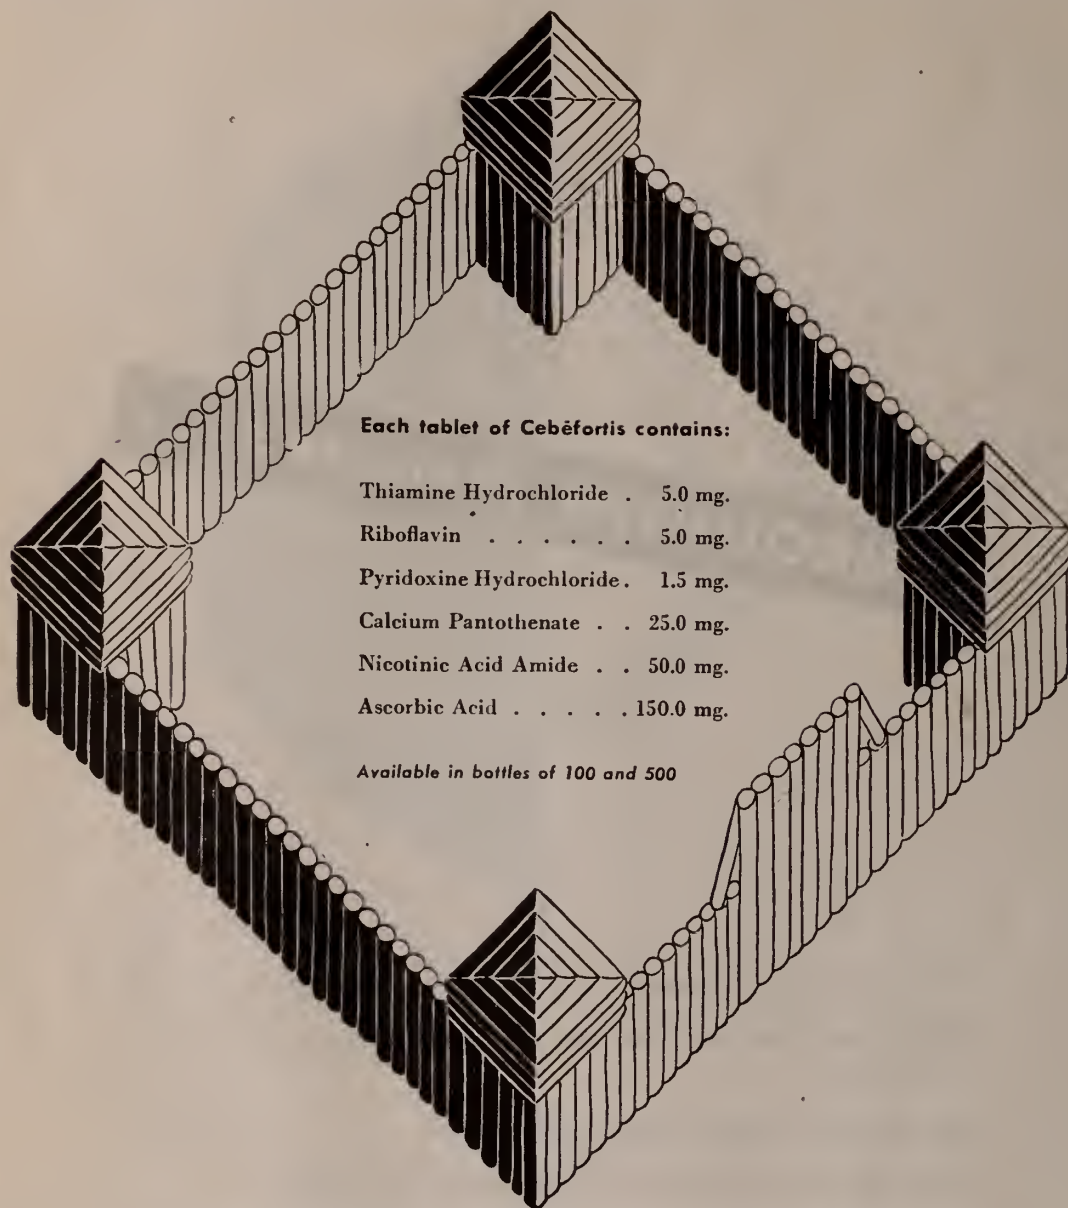 Each tablet of Cebēfortis contains:
Thiamine Hydrochloride . 5.0 mg.
Riboflavin . . . . . . 5.0 mg.
Pyridoxine Hydrochloride. 1.5 mg.
Calcium Pantothenate . . 25.0 mg.
Nicotinic Acid Amide . . 50.0 mg.
Ascorbic Acid . . . . . 150.0 mg.
Available in bottles of 100 and 500